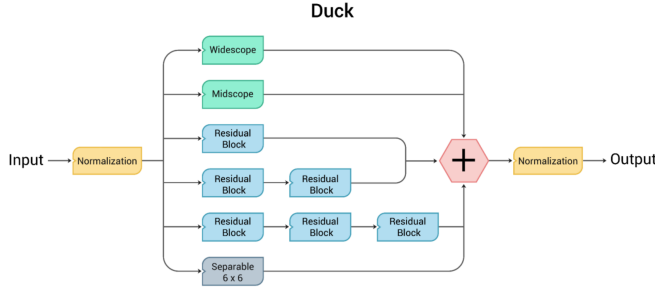 Duck
Widescope
Midscope
Residual
Block
Input
Normalization
Residual
Block
Residual
Block
+
Normalization
Output
Residual
Block
Residual
Block
Residual
Block
Separable
6 x 6